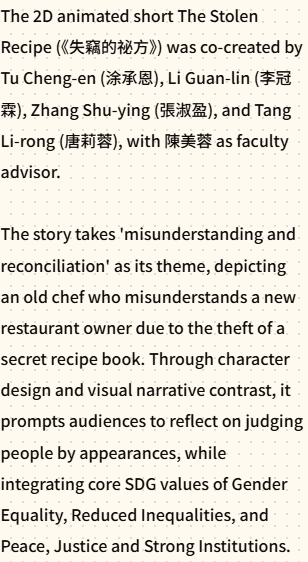 The 2D animated short The Stolen
Recipe (《失竊的祕方》) was co-created by
Tu Cheng-en (涂承恩), Li Guan-lin (李冠
霖), Zhang Shu-ying (張淑盈), and Tang
Li-rong (唐莉蓉), with 陳美蓉 as faculty
advisor.
The story takes 'misunderstanding and
reconciliation' as its theme, depicting
an old chef who misunderstands a new
restaurant owner due to the theft of a
secret recipe book. Through character
design and visual narrative contrast, it
prompts audiences to reflect on judging
people by appearances, while
integrating core SDG values of Gender
Equality, Reduced Inequalities, and
Peace, Justice and Strong Institutions.